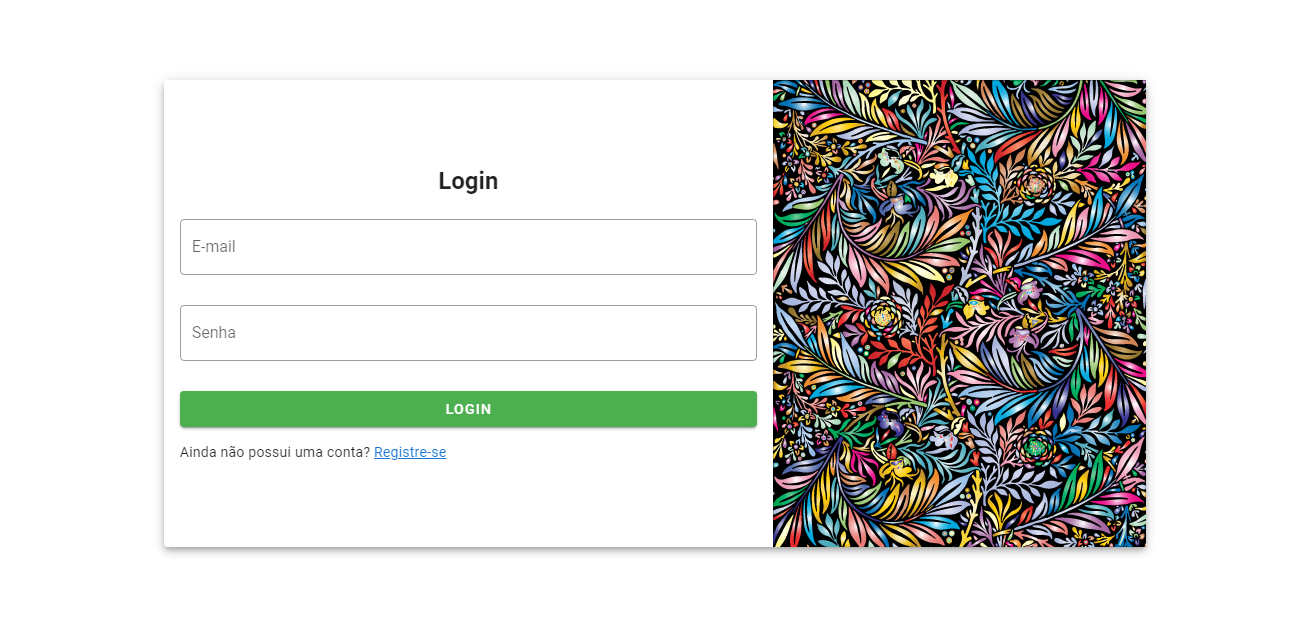 Login
E-mail
Senha
LOGIN
Ainda não possui uma conta? Registre-se